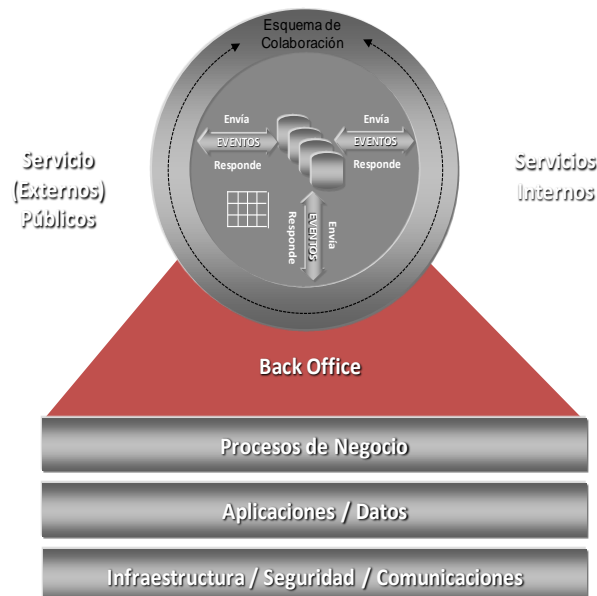 Esquema de
Colaboración
Envía
EVENTOS
Responde
Envía
EVENTOS
Responde
Servicio
(Externos)
Públicos
Servicios
Internos
Envía
EVENTOS
Responde
Back Office
Procesos de Negocio
Aplicaciones / Datos
Infraestructura / Seguridad / Comunicaciones